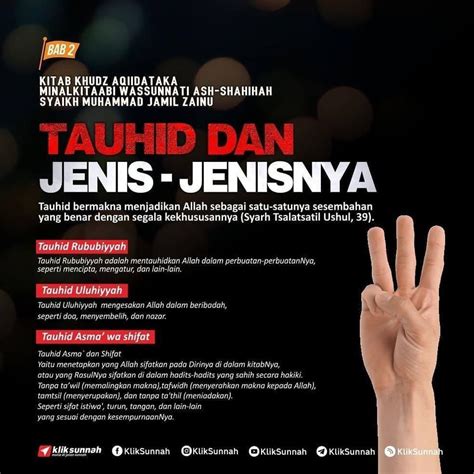 BAB 2
KITAB KHUDZ AQIIDATAKA
MINALKITAABI WASSUNNATI ASH-SHAHIHAH
SYAIKH MUHAMMAD JAMIL ZAINU
TAUHID DAN
JENIS - JENISNYA
Tauhid bermakna menjadikan Allah sebagai satu-satunya sesembahan
yang benar dengan segala kekhususannya (Syarh Tsalatsatil Ushul, 39).
Tauhid Rububiyyah
Tauhid Rububiyyah adalah mentauhidkan Allah dalam perbuatan-perbuatanNya,
seperti mencipta, mengatur, dan lain-lain.
Tauhid Uluhiyyah
Tauhid Uluhiyyah mengesakan Allah dalam beribadah,
seperti doa, menyembelih, dan nazar.
Tauhid Asma' wa shifat
Tauhid Asma` dan Shifat
Yaitu menetapkan yang Allah sifatkan pada Dirinya di dalam kitabNya,
atau yang RasulNya sifatkan di dalam hadits-hadits yang sahih secara hakiki.
Tanpa ta'wil (memalingkan makna),tafwidh (menyerahkan makna kepada Allah),
tamtsil (menyerupakan), dan tanpa ta'thil (meniadakan).
Seperti sifat istiwa', turun, tangan, dan lain-lain
yang sesuai dengan kesempurnaanNya.
kliksunnah
KlikSunnah
KlikSunnah
KlikSunnah
KlikSunnah
KlikSunnah